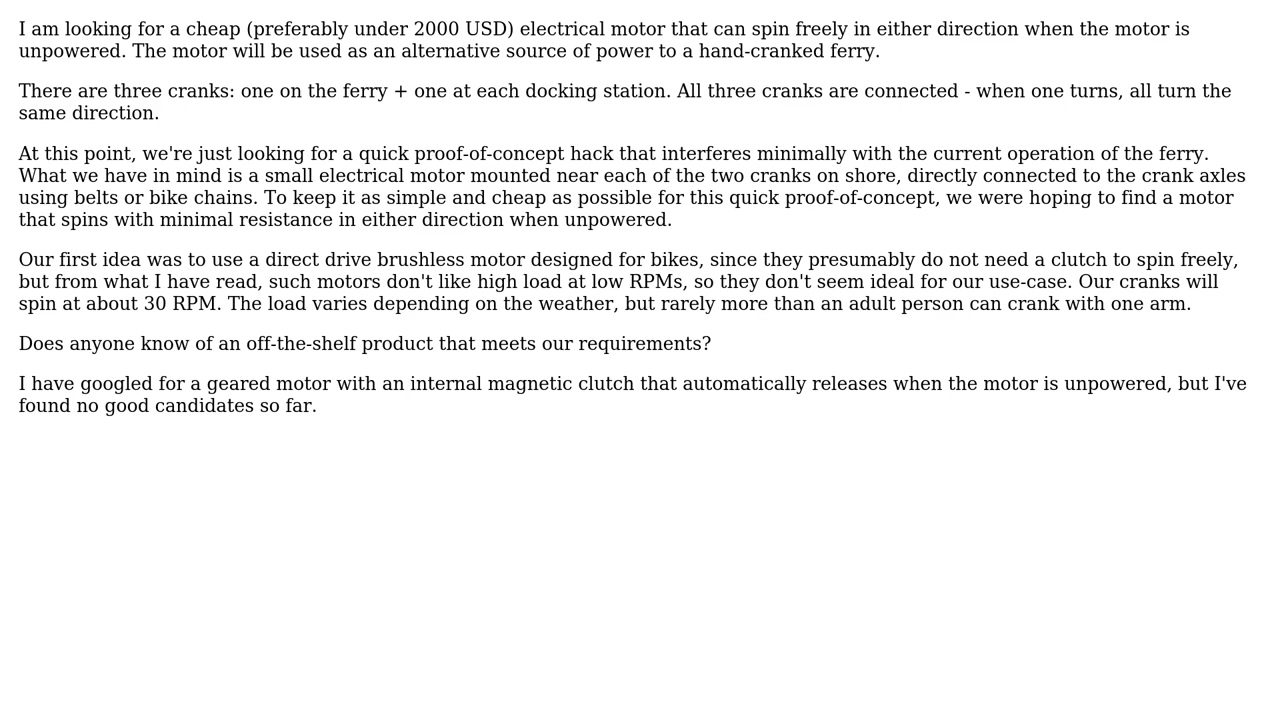 I am looking for a cheap (preferably under 2000 USD) electrical motor that can spin freely in either direction when the motor is
unpowered. The motor will be used as an alternative source of power to a hand-cranked ferry.
There are three cranks: one on the ferry + one at each docking station. All three cranks are connected - when one turns, all turn the
same direction.
At this point, we're just looking for a quick proof-of-concept hack that interferes minimally with the current operation of the ferry.
What we have in mind is a small electrical motor mounted near each of the two cranks on shore, directly connected to the crank axles
using belts or bike chains. To keep it as simple and cheap as possible for this quick proof-of-concept, we were hoping to find a motor
that spins with minimal resistance in either direction when unpowered.
Our first idea was to use a direct drive brushless motor designed for bikes, since they presumably do not need a clutch to spin freely,
but from what I have read, such motors don't like high load at low RPMs, so they don't seem ideal for our use-case. Our cranks will
spin at about 30 RPM. The load varies depending on the weather, but rarely more than an adult person can crank with one arm.
Does anyone know of an off-the-shelf product that meets our requirements?
I have googled for a geared motor with an internal magnetic clutch that automatically releases when the motor is unpowered, but I've
found no good candidates so far.